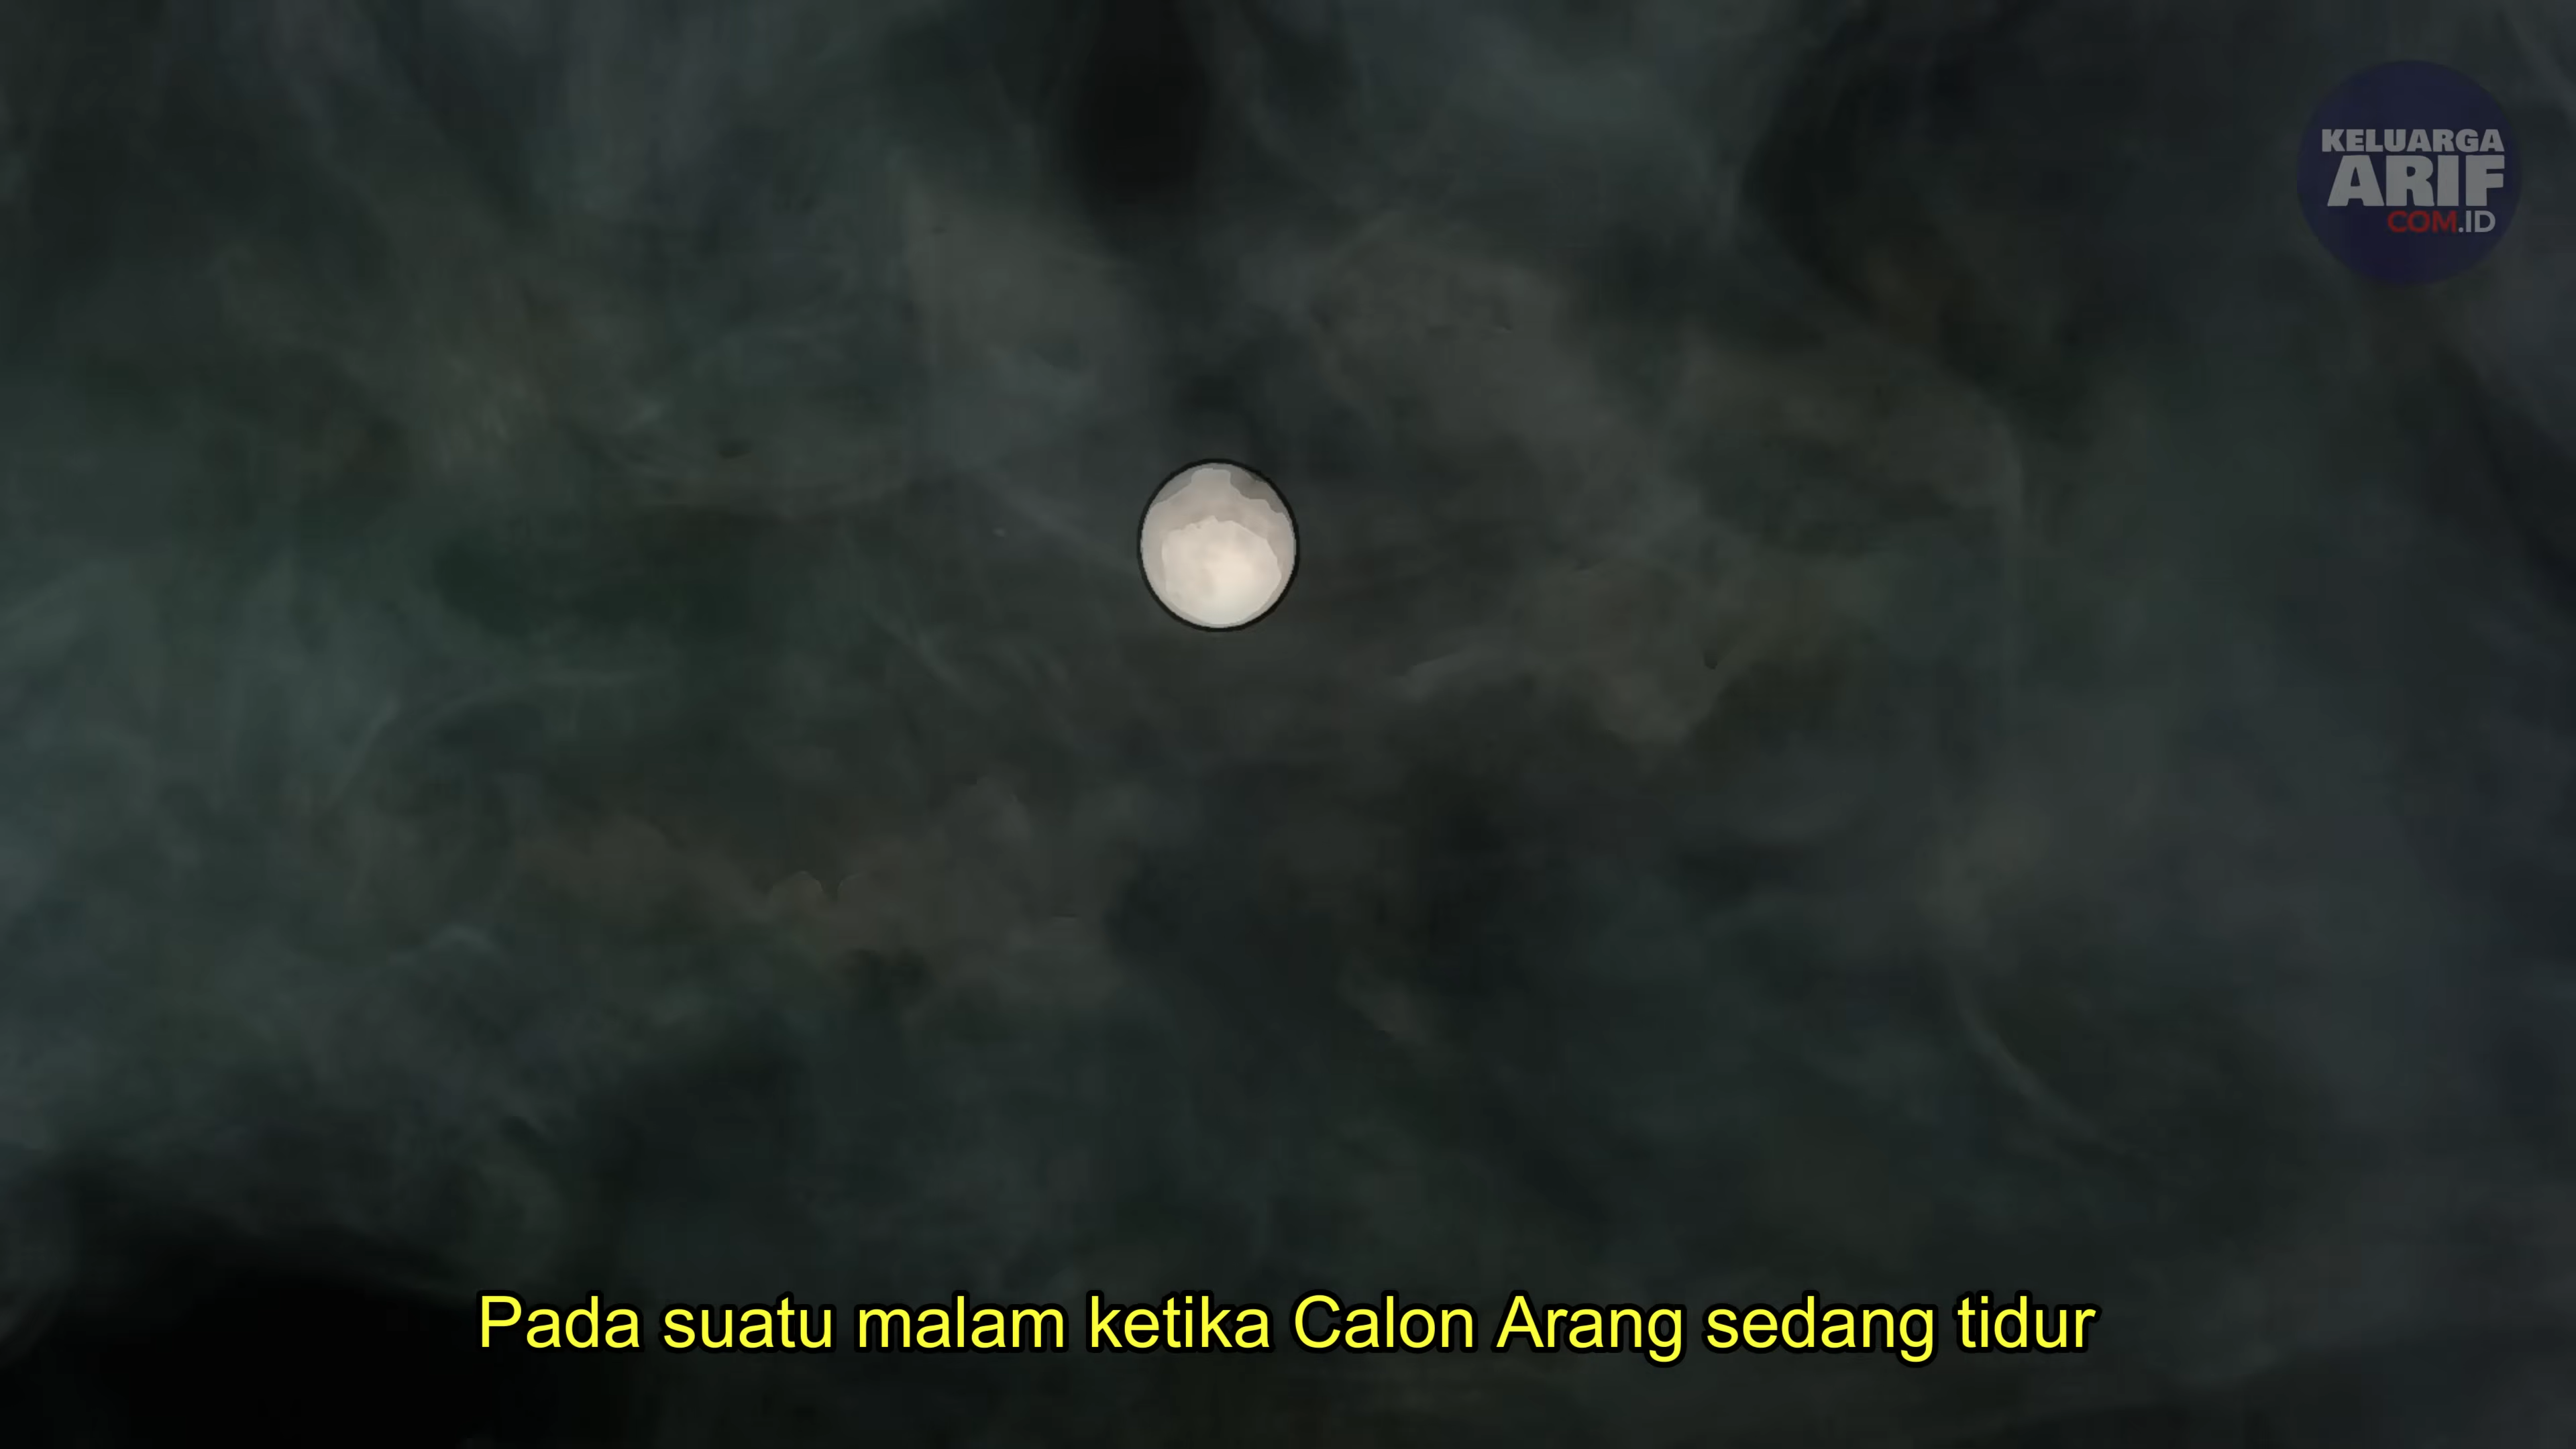 KELUARGA
ARIF
COM.ID
Pada suatu malam ketika Calon Arang sedang tidur